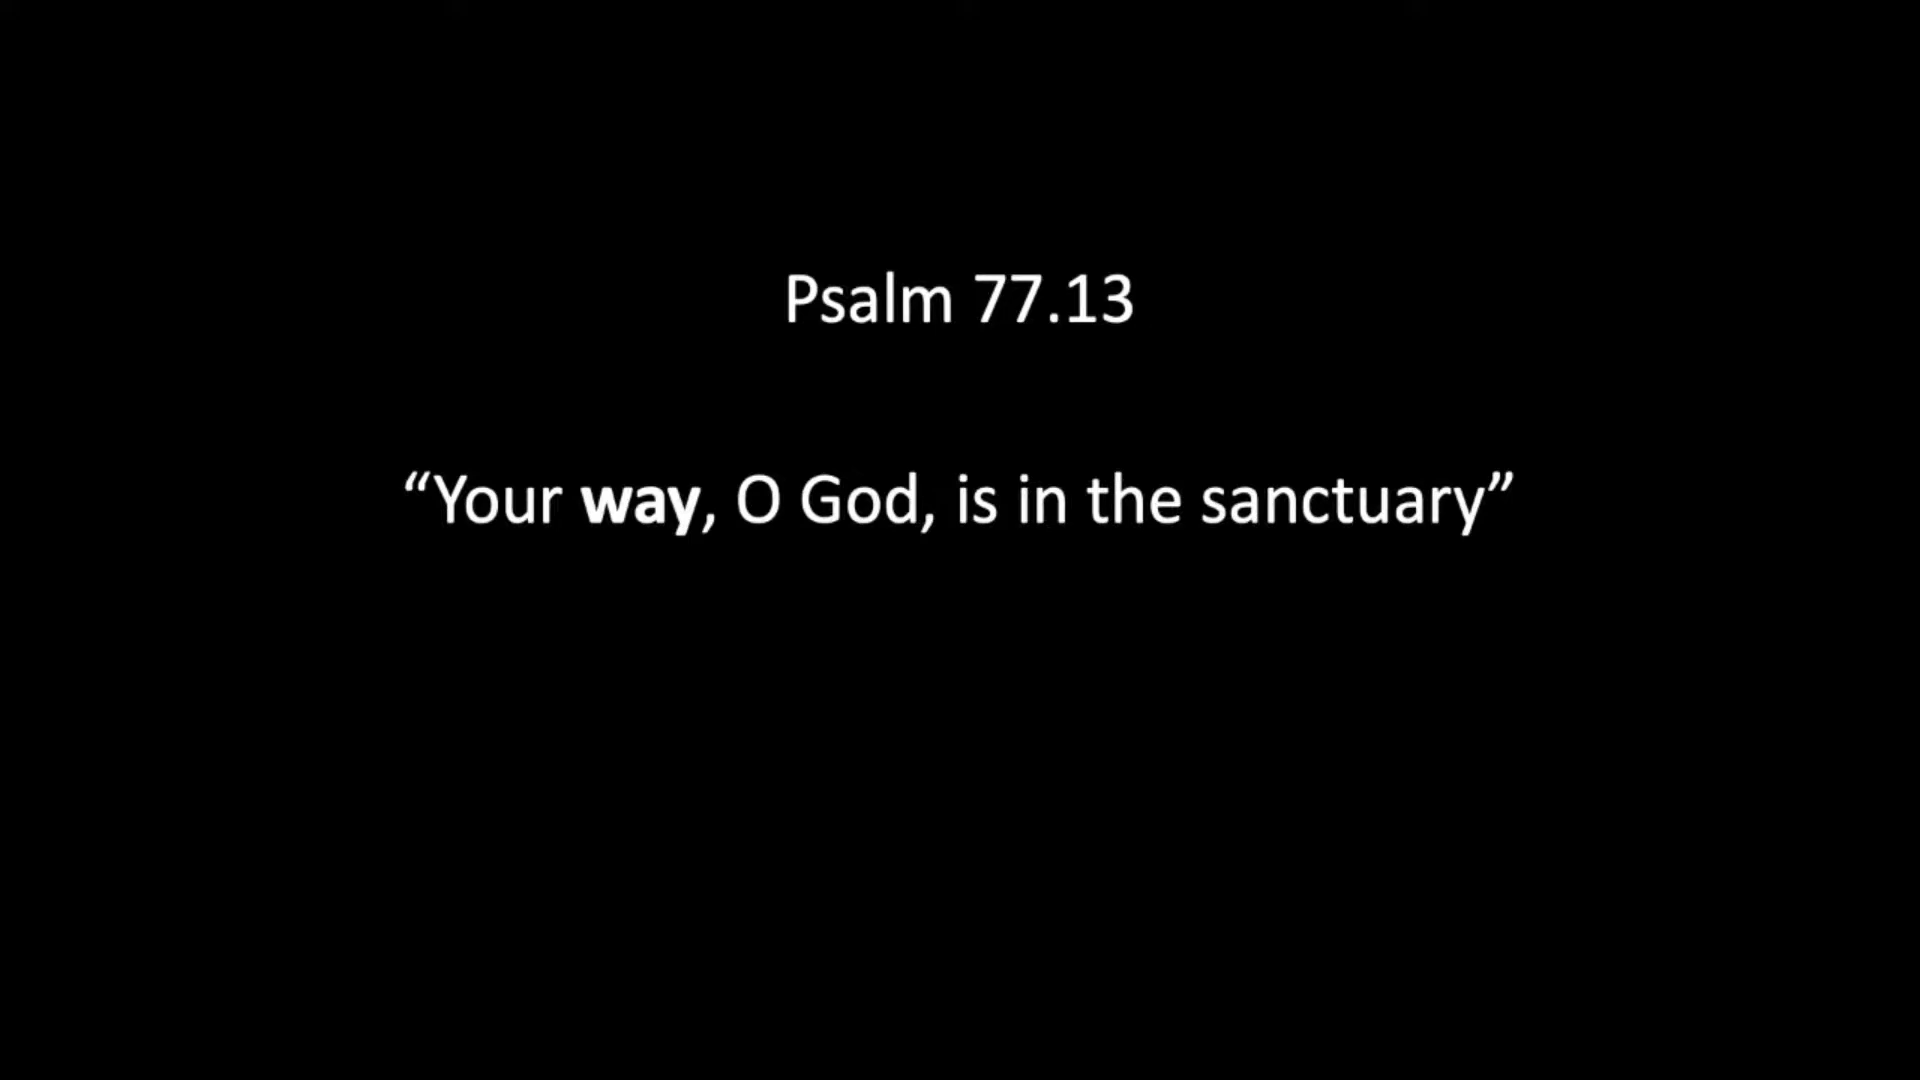 Psalm 77.13
“Your way, O God, is in the sanctuary”